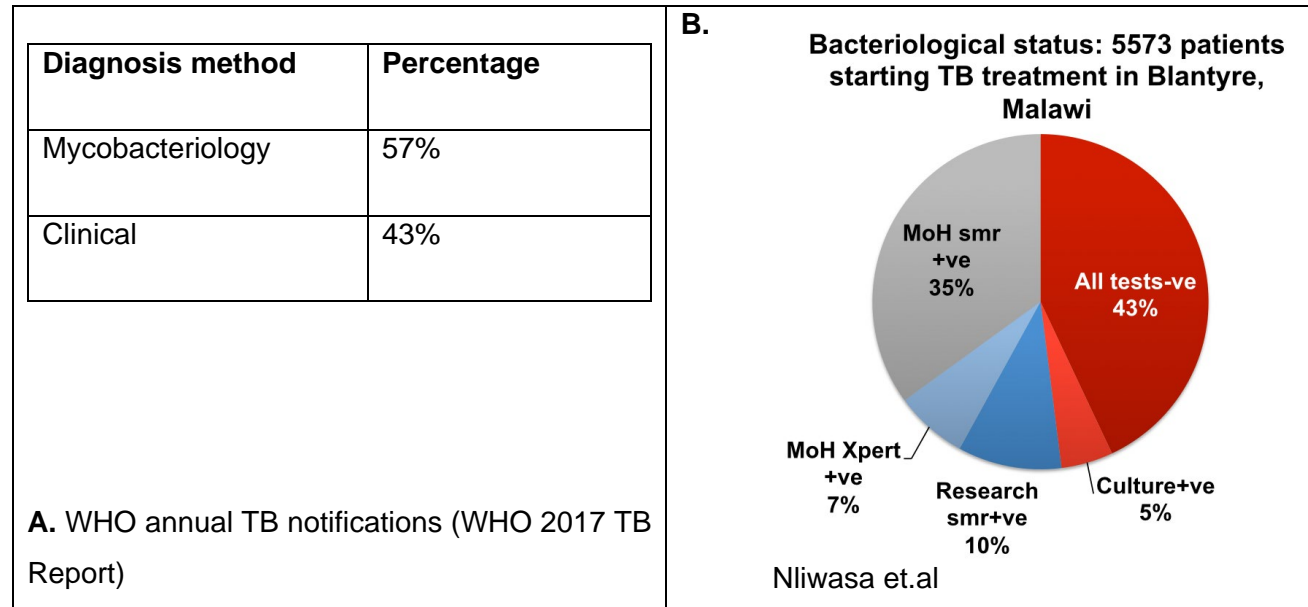 Diagnosis method Percentage
Mycobacteriology 57%
Clinical 43%
A. WHO annual TB notifications (WHO 2017 TB
Report)
B.
Bacteriological status: 5573 patients
starting TB treatment in Blantyre,
Malawi
MoH smr
+ve
35%
All tests-ve
43%
MoH Xpert
+ve
7%
Research
smr+ve
10%
Culture+ve
5%
Nliwasa et.al